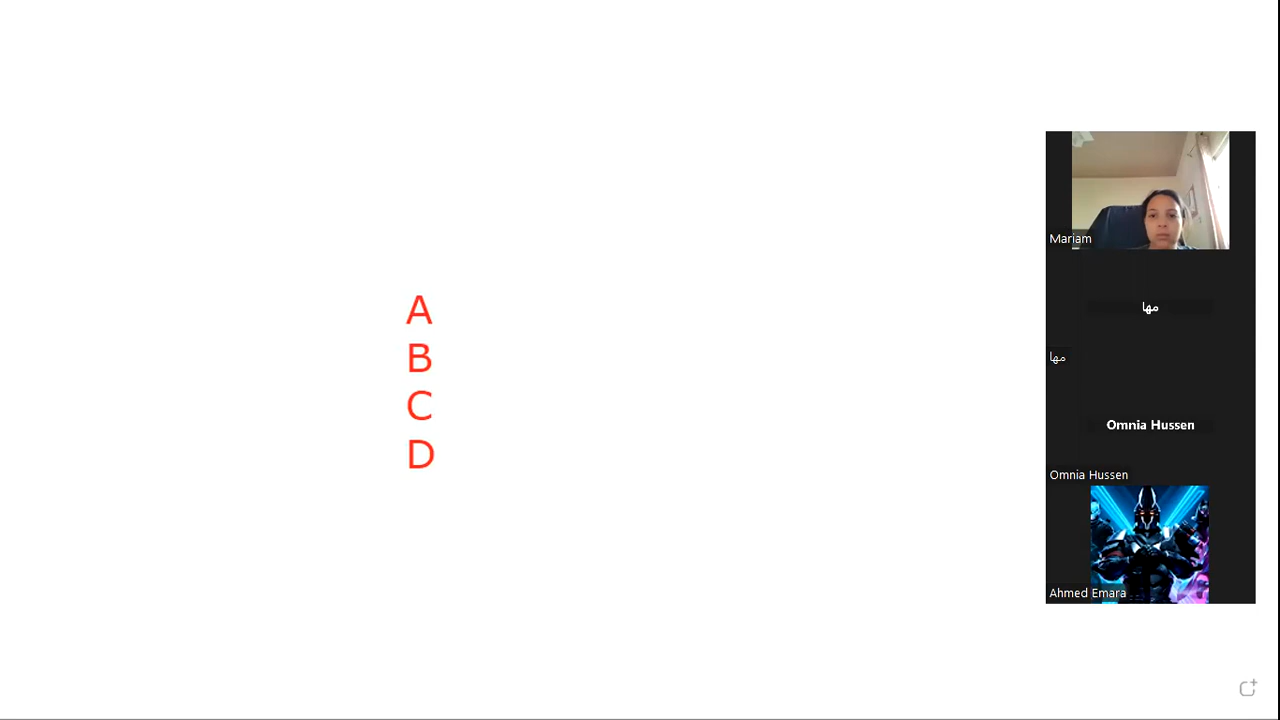 A
B
C
D
Mariam
مها
مها
Omnia Hussen
Omnia Hussen
Ahmed Emara